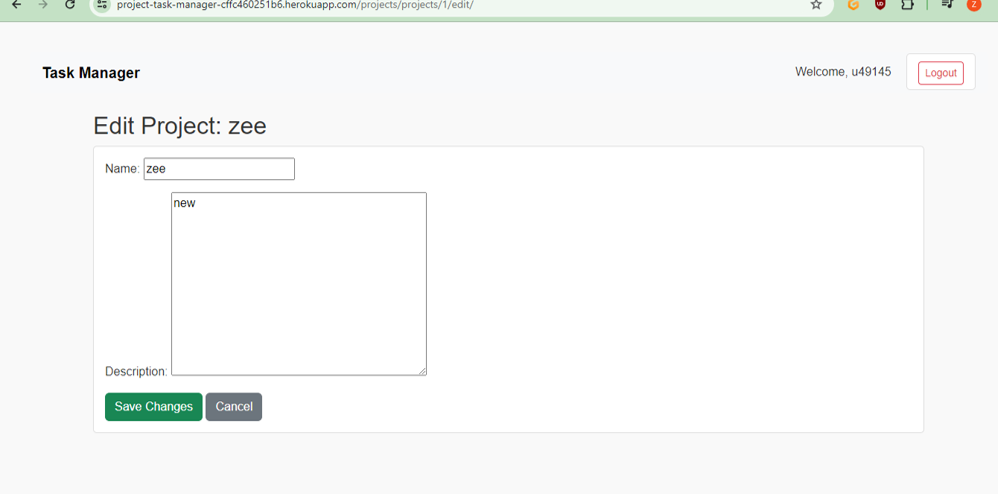 project-task-manager-cffc460251b6.herokuapp.com/projects/projects/1/edit/
Z
Task Manager
Welcome, u49145
Logout
Edit Project: zee
Name: zee
new
Description:
Save Changes
Cancel